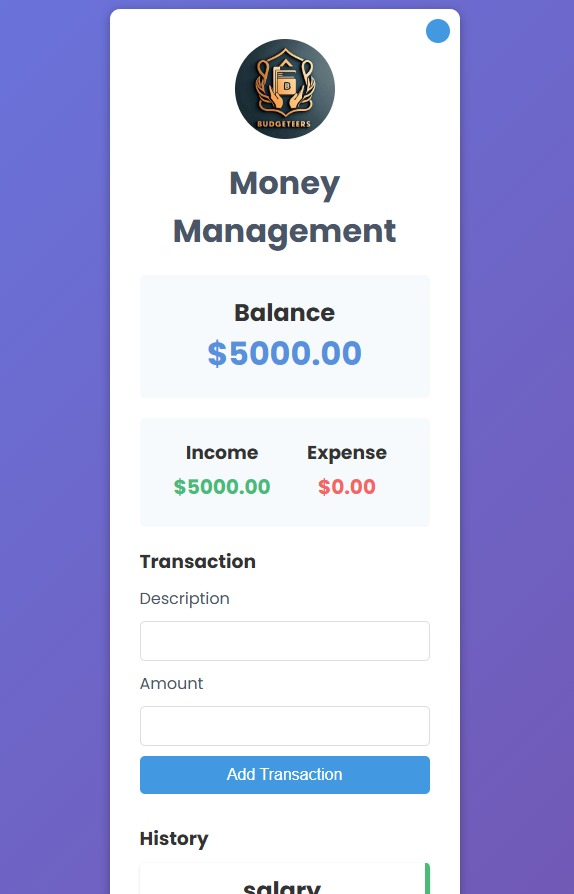 BUDGETEERS
Money
Management
Balance
$5000.00
Income Expense
$5000.00 $0.00
Transaction
Description
Amount
Add Transaction
History
salary